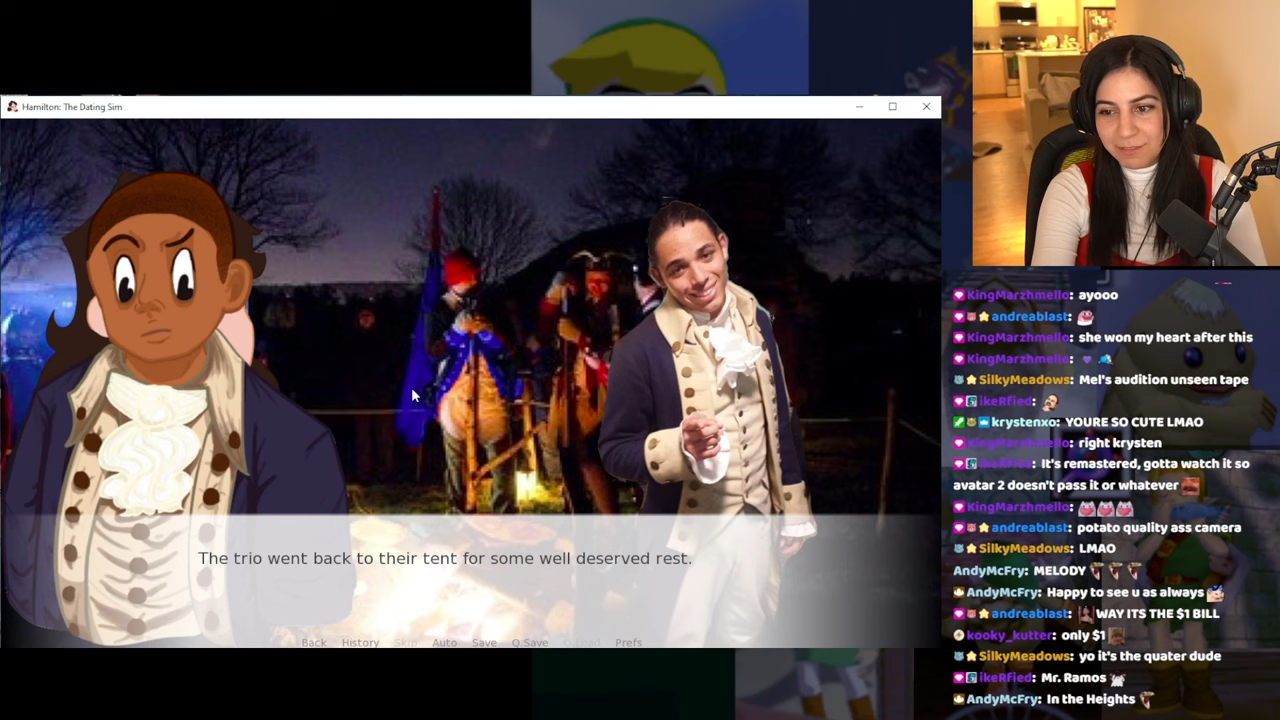 Hamilton: The Dating Sim
The trio went back to their tent for some well deserved rest.
Back History Skip Auto Save Q.Save Q.Load Prefs
KingMarzhmello: ayooo
andreablast:
KingMarzhmello: she won my heart after this
KingMarzhmello:
SilkyMeadows: Mel's audition unseen tape
ikeRfied:
krystenxo: YOURE SO CUTE LMAO
KingMarzhmello: right krysten
ikeRfied: It's remastered, gotta watch it so
avatar 2 doesn't pass it or whatever
KingMarzhmello:
andreablast: potato quality ass camera
SilkyMeadows: LMAO
AndyMcFry: MELODY
AndyMcFry: Happy to see u as always
andreablast: WAY ITS THE $1 BILL
kooky_kutter: only $1
SilkyMeadows: yo it's the quater dude
ikeRfied: Mr. Ramos
AndyMcFry: In the Heights